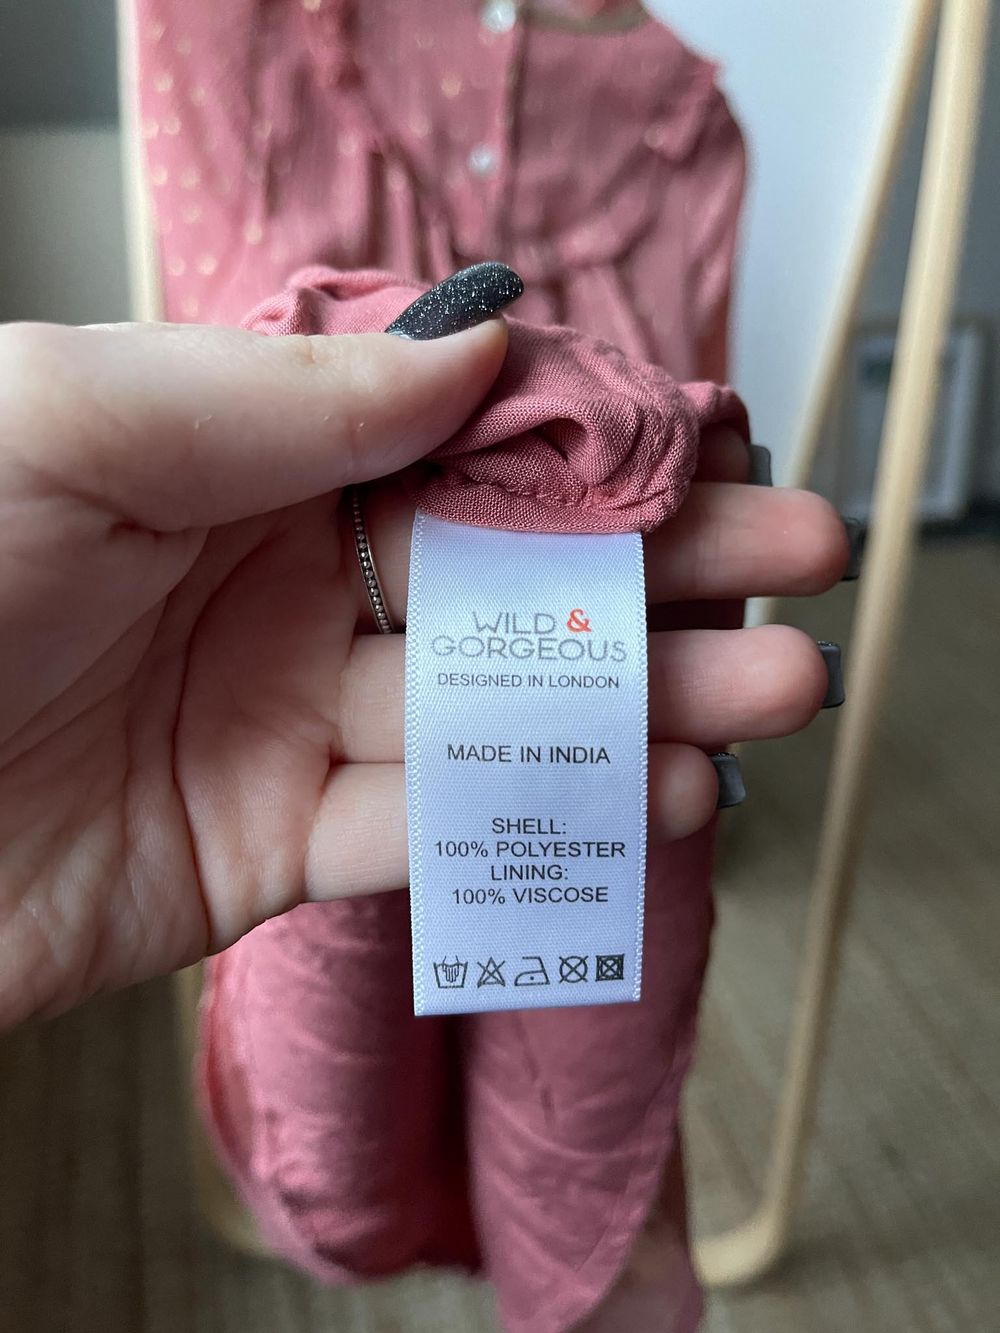 WILD &
GORGEOUS
DESIGNED IN LONDON
MADE IN INDIA
SHELL:
100% POLYESTER
LINING:
100% VISCOSE